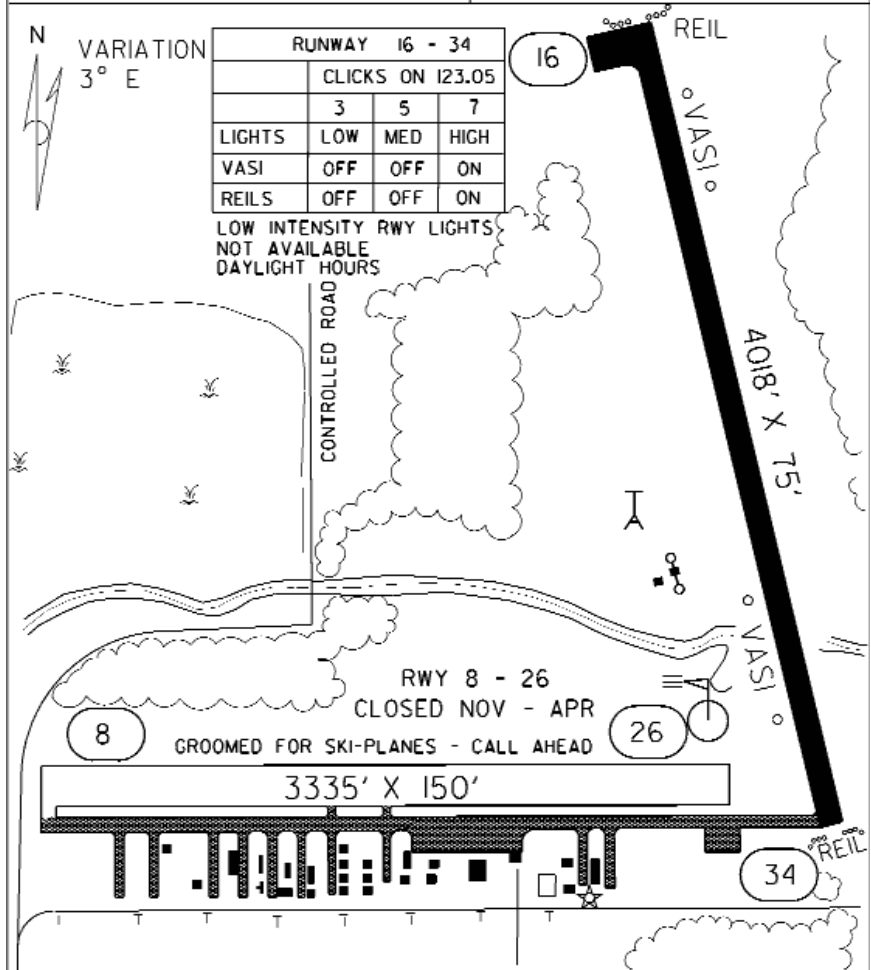 N
VARIATION
3° E
RUNWAY 16 - 34
CLICKS ON 123.05
3 5 7
LIGHTS LOW MED HIGH
VASI OFF OFF ON
REILS OFF OFF ON
LOW INTENSITY RWY LIGHTS
NOT AVAILABLE
DAYLIGHT HOURS
16
REIL
VASI
CONTROLLED ROAD
4018' X 75'
VASI
RWY 8 - 26
CLOSED NOV - APR
8
26
GROOMED FOR SKI-PLANES - CALL AHEAD
3335' X 150'
REIL
34